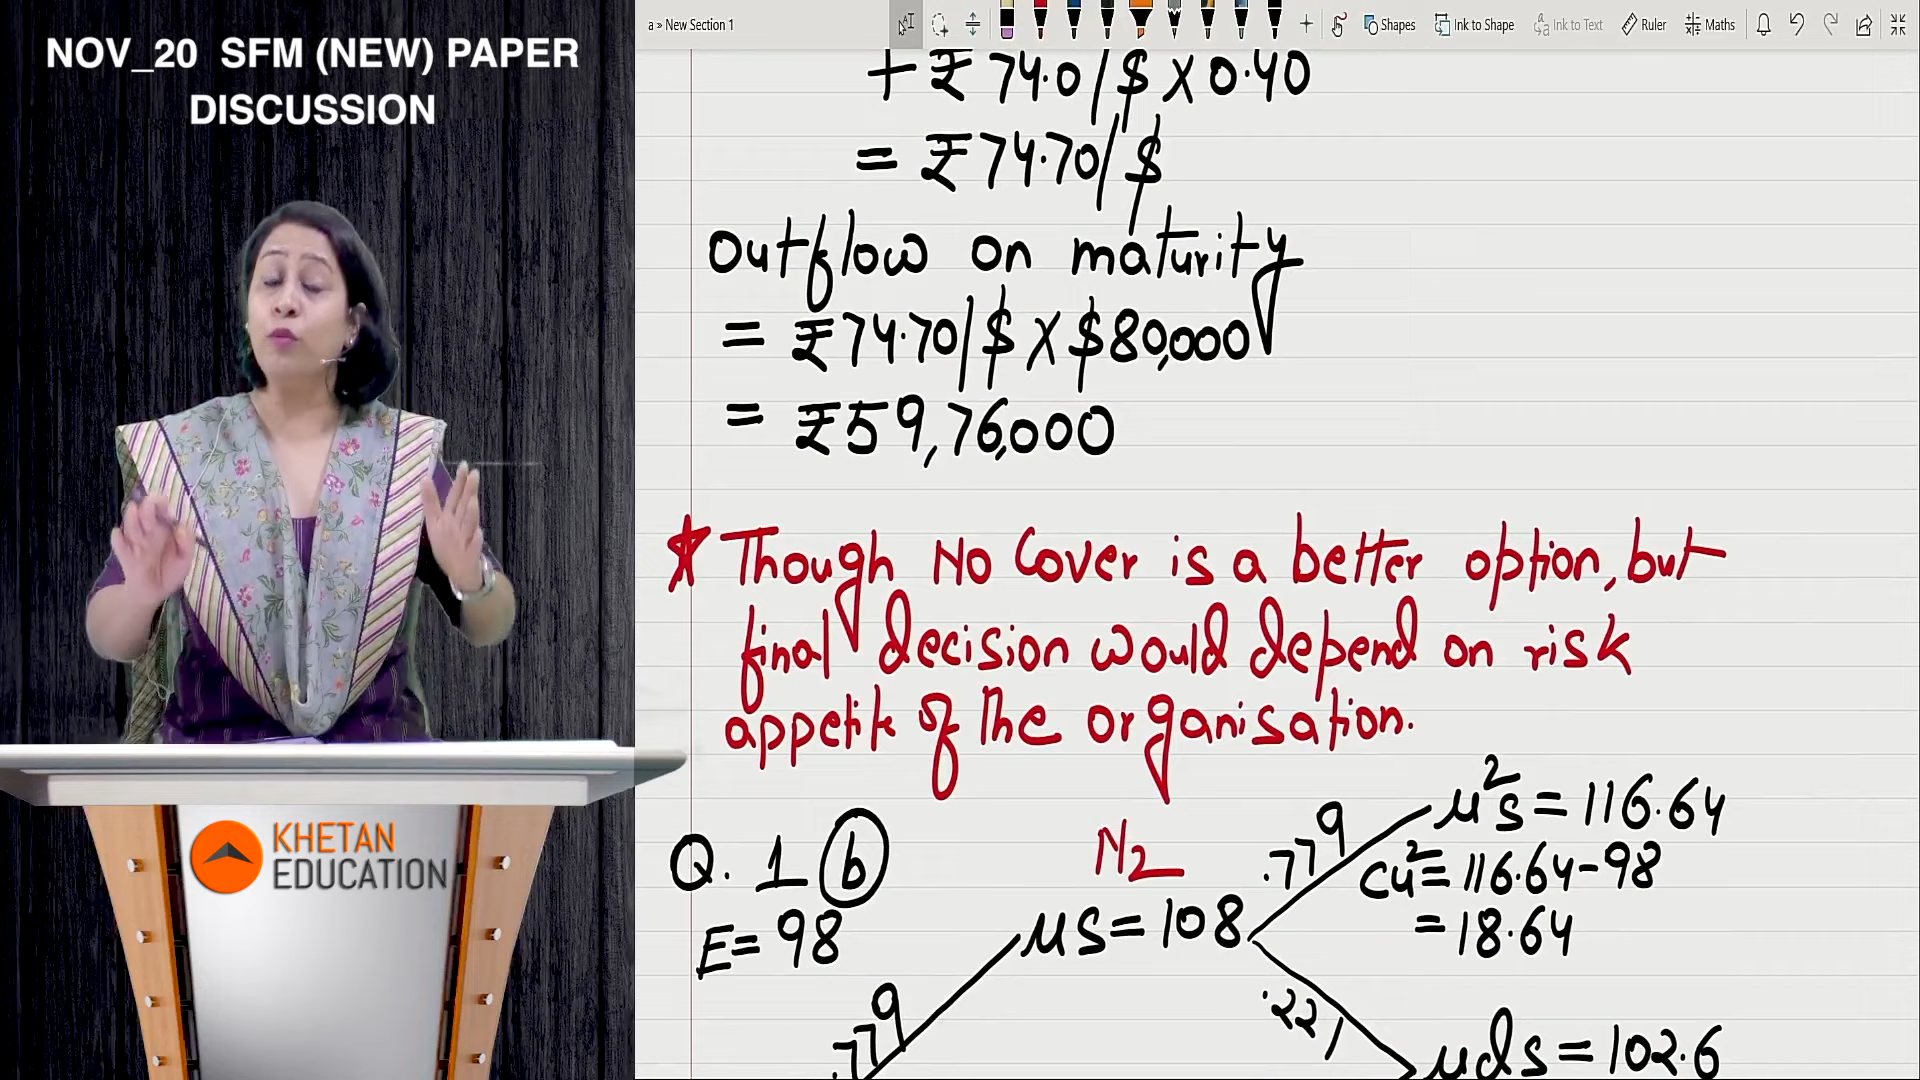 NOV_20 SFM (NEW) PAPER
DISCUSSION
KHETAN
EDUCATION
a » New Section 1
Shapes
Ink to Shape
Ink to Text
Ruler
Maths
+ ₹74.0/$ X 0.40
= ₹74.70/$
Outflow on maturity
= ₹74.70/$ X $80,000
= ₹59,76,000
* Though No Cover is a better option, but
final decision would depend on risk
appetite of the organisation.
Q. 1 (b)
E = 98
.779
N2
us = 108
.779
u²s = 116.64
Cu² = 116.64-98
= 18.64
.221
uds = 102.6